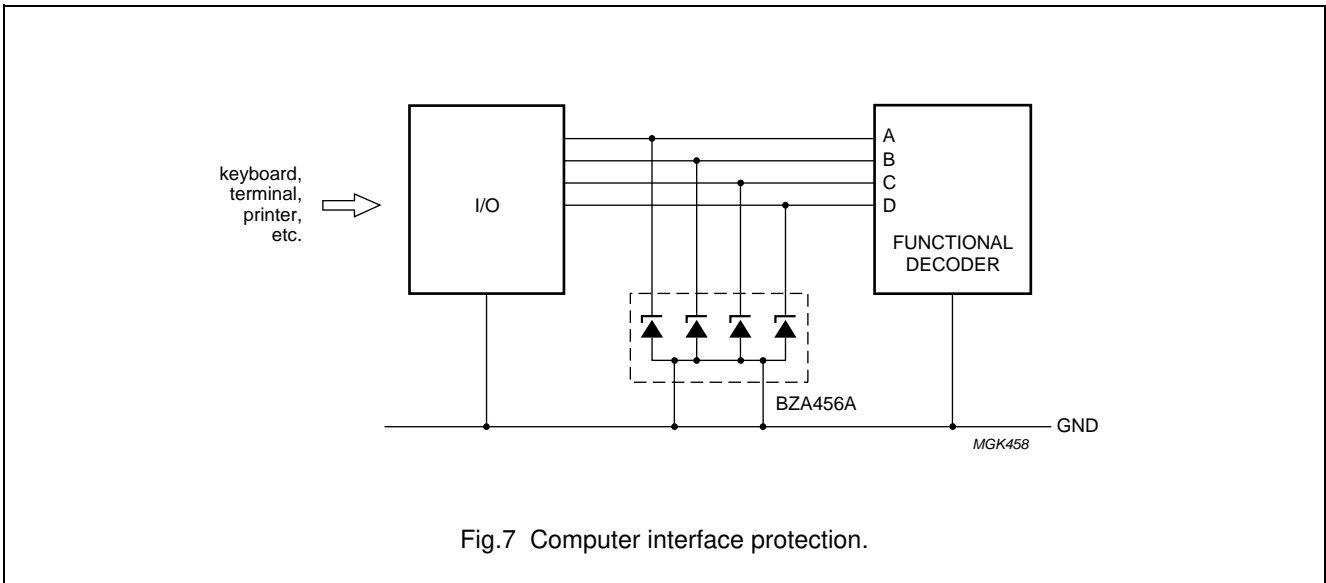 keyboard,
terminal,
printer,
etc.
I/O
A
B
C
D
FUNCTIONAL
DECODER
BZA456A
GND
MGK458
Fig.7 Computer interface protection.